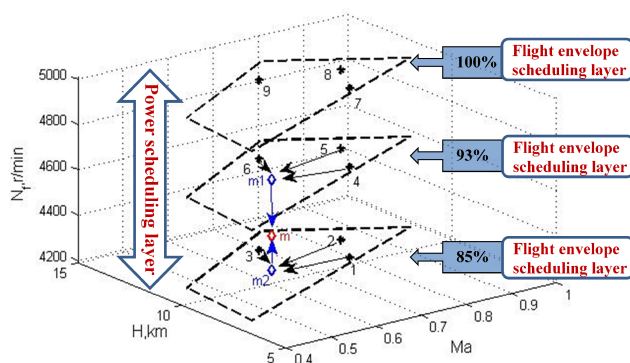 100%
Flight envelope
scheduling layer
5000
4800
4600
4400
4200
N_f,r/min
Power scheduling layer
8
9
7
93%
Flight envelope
scheduling layer
5
6
m1
4
m
85%
Flight envelope
scheduling layer
2
3
1
m2
15
10
5
H,km
0.4
0.5
0.6
0.7
0.8
0.9
1
Ma